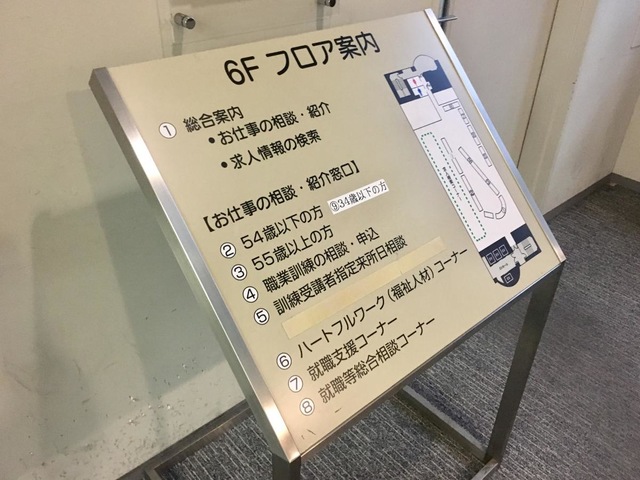 6F フロア案内
① 総合案内
• お仕事の相談・紹介
• 求人情報の検索
【お仕事の相談・紹介窓口】
② 54歳以下の方 ⑨34歳以下の方
③ 55歳以上の方
④ 職業訓練の相談・申込
⑤ 訓練受講者指定来所日相談
⑥ ハートフルワーク（福祉人材）コーナー
⑦ 就職支援コーナー
⑧ 就職等総合相談コーナー